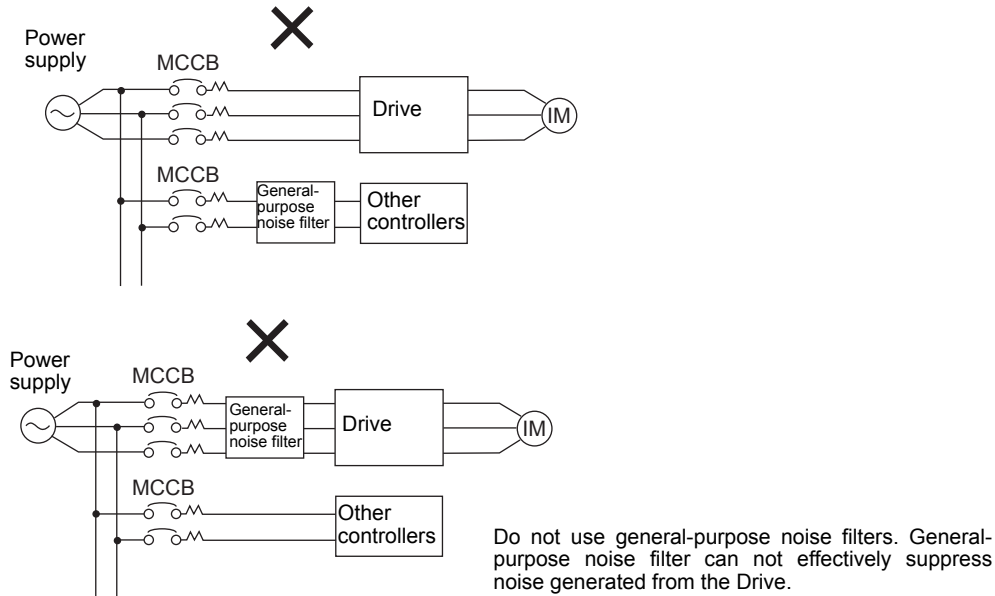 Power
supply
MCCB
Drive
IM
MCCB
General-
purpose
noise filter
Other
controllers
Power
supply
MCCB
General-
purpose
noise filter
Drive
IM
MCCB
Other
controllers
Do not use general-purpose noise filters. General-
purpose noise filter can not effectively suppress
noise generated from the Drive.